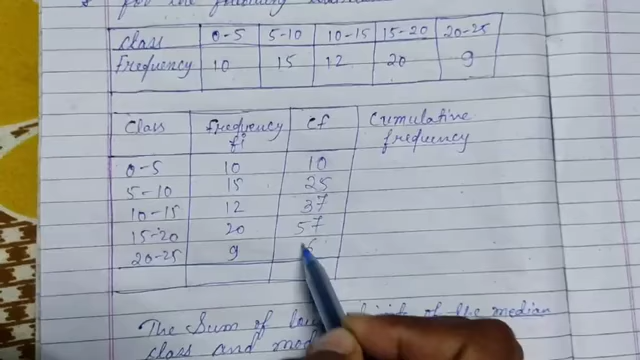 for the following
Class 0-5 5-10 10-15 15-20 20-25
Frequency 10 15 12 20 9
Class Frequency fi Cf Cumulative frequency
0-5 10 10
5-10 15 25
10-15 12 37
15-20 20 57
20-25 9 6
The Sum of of the median
class and